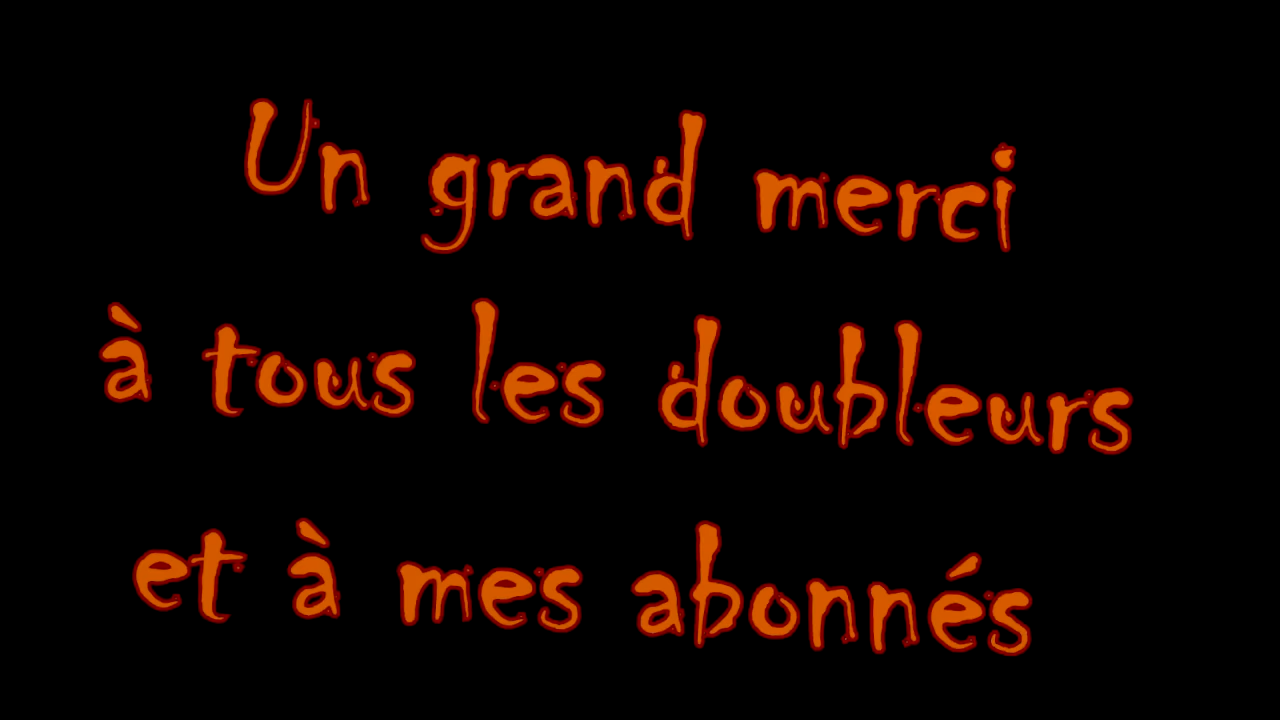 Un grand merci
à tous les doubleurs
et à mes abonnés